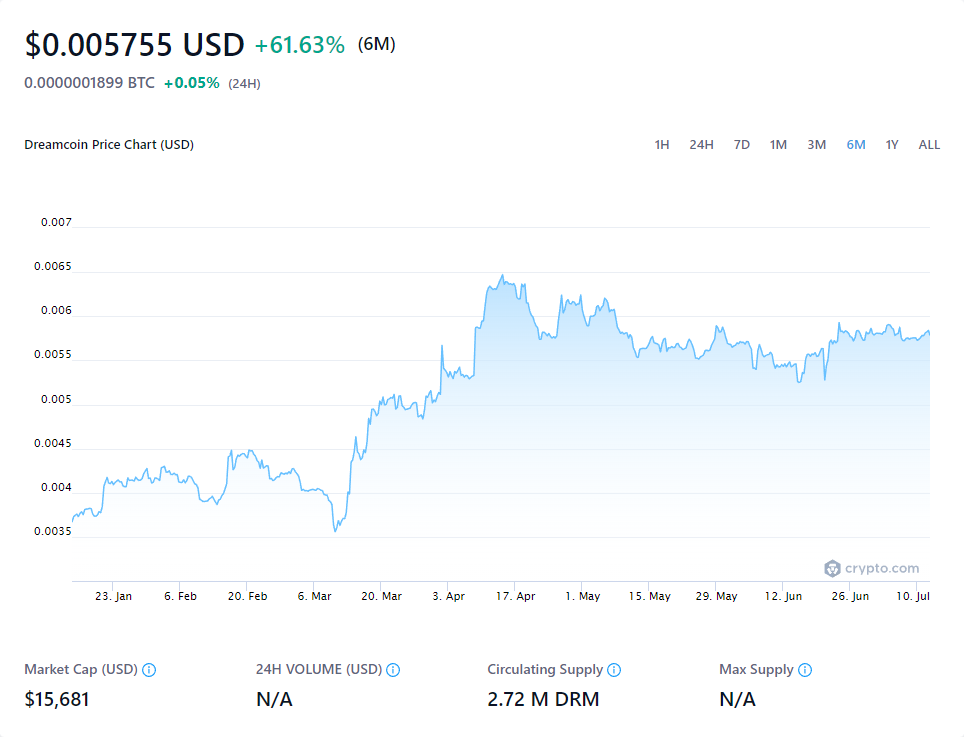 $0.005755 USD +61.63% (6M)
0.0000001899 BTC +0.05% (24H)
Dreamcoin Price Chart (USD) 1H 24H 7D 1M 3M 6M 1Y ALL
0.007
0.0065
0.006
0.0055
0.005
0.0045
0.004
0.0035
crypto.com
23. Jan 6. Feb 20. Feb 6. Mar 20. Mar 3. Apr 17. Apr 1. May 15. May 29. May 12. Jun 26. Jun 10. Jul
Market Cap (USD) 24H VOLUME (USD) Circulating Supply Max Supply
$15,681 N/A 2.72 M DRM N/A